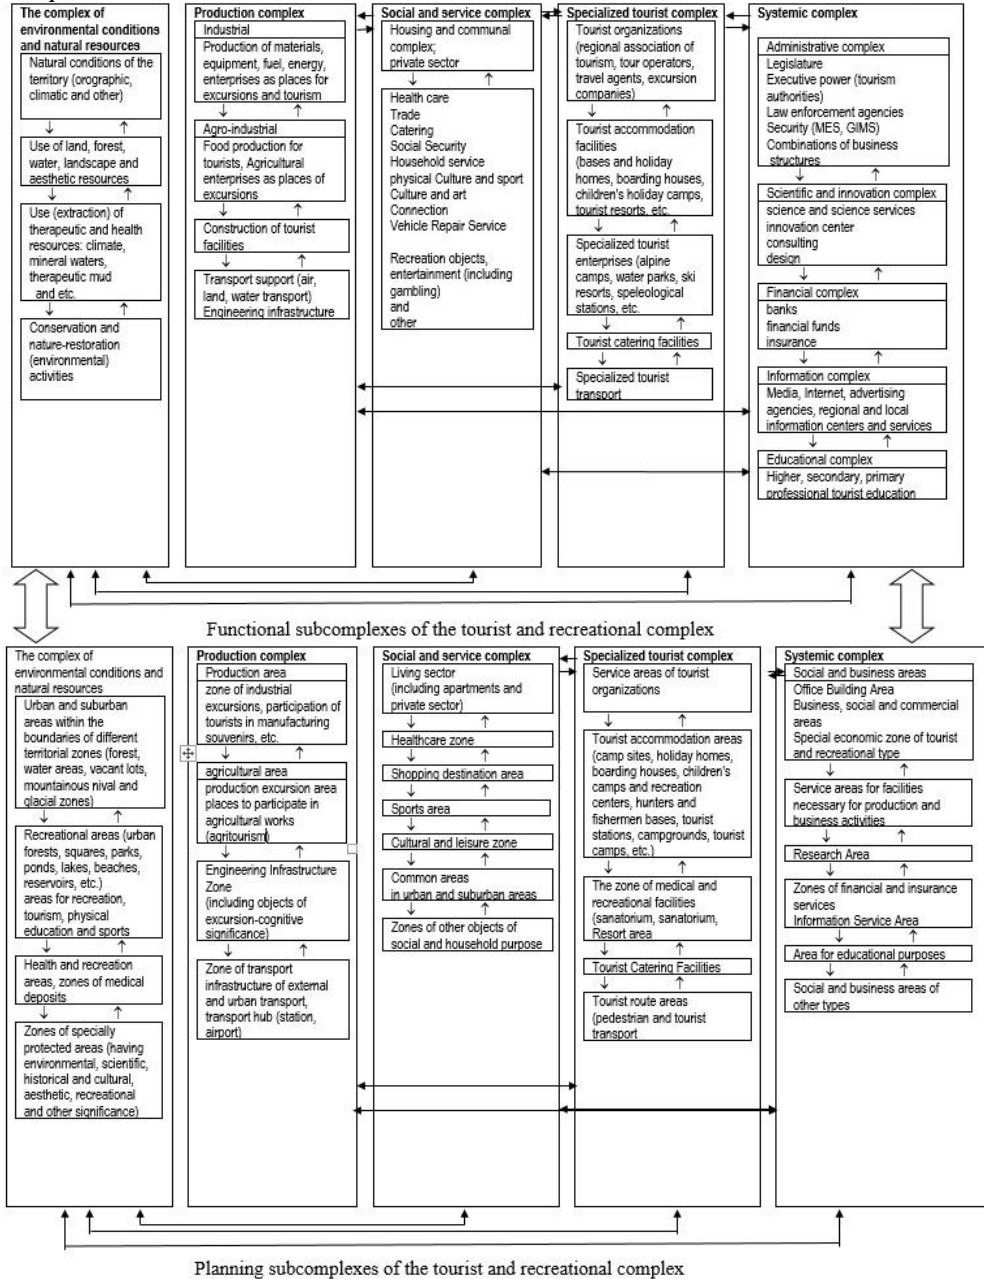 The complex of
environmental conditions
and natural resources
Natural conditions of the
territory (orographic,
climatic and other)
Use of land, forest,
water, landscape and
aesthetic resources
Use (extraction) of
therapeutic and health
resources: climate,
mineral waters,
therapeutic mud
and etc.
Conservation and
nature-restoration
(environmental)
activities
Production complex
Industrial
Production of materials,
equipment, fuel, energy,
enterprises as places for
excursions and tourism
Agro-industrial
Food production for
tourists, Agricultural
enterprises as places of
excursions
Construction of tourist
facilities
Transport support (air,
land, water transport)
Engineering infrastructure
Social and service complex
Housing and communal
complex;
private sector
Health care
Trade
Catering
Social Security
Household service
physical Culture and sport
Culture and art
Connection
Vehicle Repair Service
Recreation objects,
entertainment (including
gambling)
and
other
Specialized tourist complex
Tourist organizations
(regional association of
tourism, tour operators,
travel agents, excursion
companies)
Tourist accommodation
facilities
(bases and holiday
homes, boarding houses,
children's holiday camps,
tourist resorts, etc.
Specialized tourist
enterprises (alpine
camps, water parks, ski
resorts, speleological
stations, etc.
Tourist catering facilities
Specialized tourist
transport
Systemic complex
Administrative complex
Legislature
Executive power (tourism
authorities)
Law enforcement agencies
Security (MES, GIMS)
Combinations of business
structures
Scientific and innovation complex
science and science services
innovation center
consulting
design
Financial complex
banks
financial funds
insurance
Information complex
Media, Internet, advertising
agencies, regional and local
information centers and services
Educational complex
Higher, secondary, primary
professional tourist education
Functional subcomplexes of the tourist and recreational complex
The complex of
environmental conditions and
natural resources
Urban and suburban
areas within the
boundaries of different
territorial zones (forest,
water areas, vacant lots,
mountainous nival and
glacial zones)
Recreational areas (urban
forests, squares, parks,
ponds, lakes, beaches,
reservoirs, etc.)
areas for recreation,
tourism, physical
education and sports
Health and recreation
areas, zones of medical
deposits
Zones of specially
protected areas (having
environmental, scientific,
historical and cultural,
aesthetic, recreational
and other significance)
Production complex
Production area
zone of industrial
excursions, participation of
tourists in manufacturing
souvenirs, etc.
agricultural area
production excursion area
places to participate in
agricultural works
(agritourism)
Engineering Infrastructure
Zone
(including objects of
excursion-cognitive
significance)
Zone of transport
infrastructure of external
and urban transport,
transport hub (station,
airport)
Social and service complex
Living sector
(including apartments and
private sector)
Healthcare zone
Shopping destination area
Sports area
Cultural and leisure zone
Common areas
in urban and suburban areas
Zones of other objects of
social and household purpose
Specialized tourist complex
Service areas of tourist
organizations
Tourist accommodation areas
(camp sites, holiday homes,
boarding houses, children's
camps and recreation
centers, hunters and
fishermen bases, tourist
stations, campgrounds, tourist
camps, etc.)
The zone of medical and
recreational facilities
(sanatorium, sanatorium,
Resort area
Tourist Catering Facilities
Tourist route areas
(pedestrian and tourist
transport
Systemic complex
Social and business areas
Office Building Area
Business, social and commercial
areas
Special economic zone of tourist
and recreational type
Service areas for facilities
necessary for production and
business activities
Research Area
Zones of financial and insurance
services
Information Service Area
Area for educational purposes
Social and business areas of
other types
Planning subcomplexes of the tourist and recreational complex